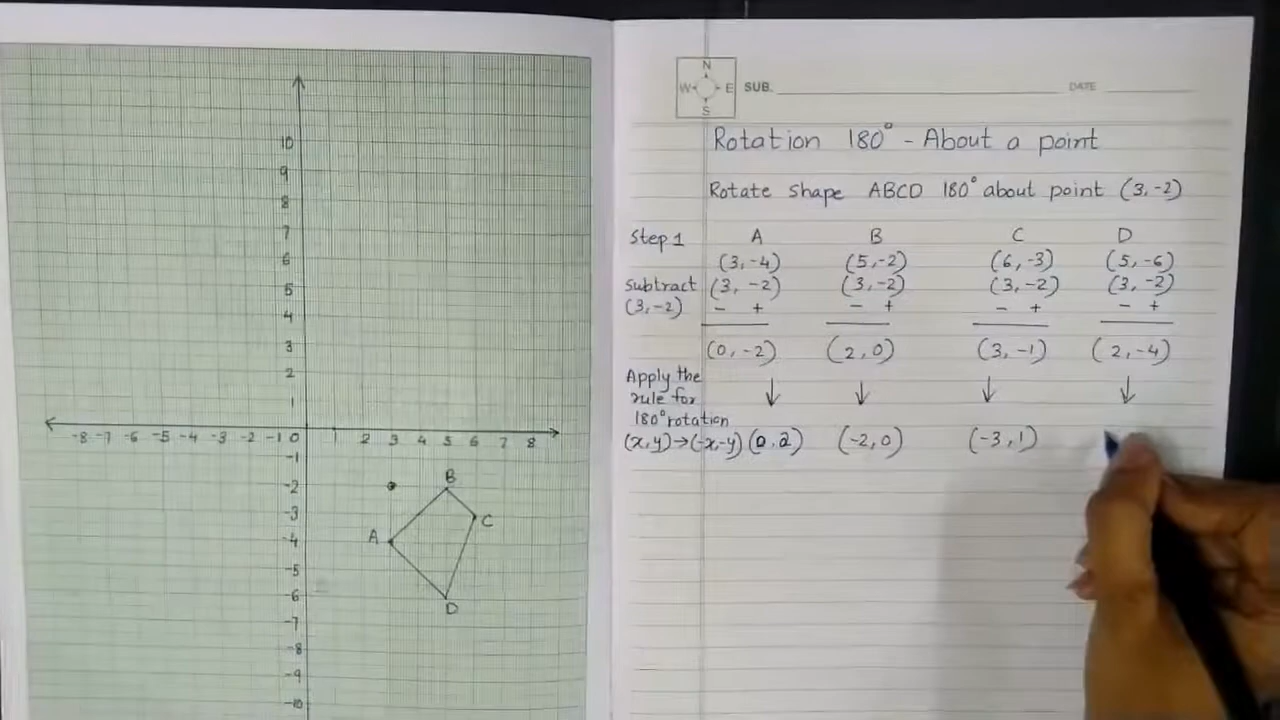 10
9
8
7
6
5
4
3
2
1
-8 -7 -6 -5 -4 -3 -2 -1 0 1 2 3 4 5 6 7 8
-1
-2
-3
-4
-5
-6
-7
-8
-9
-10
B
C
A
D
N
W E SUB. DATE
S
Rotation 180° - About a point
Rotate shape ABCD 180° about point (3,-2)
Step 1 A B C D
(3,-4) (5,-2) (6,-3) (5,-6)
Subtract (3, -2) (3,-2) (3,-2) (3,-2)
(3,-2) - + - + - + - +
(0,-2) (2,0) (3,-1) (2,-4)
Apply the
rule for
180° rotation
(x,y)→(-x,-y) (0,2) (-2,0) (-3,1)